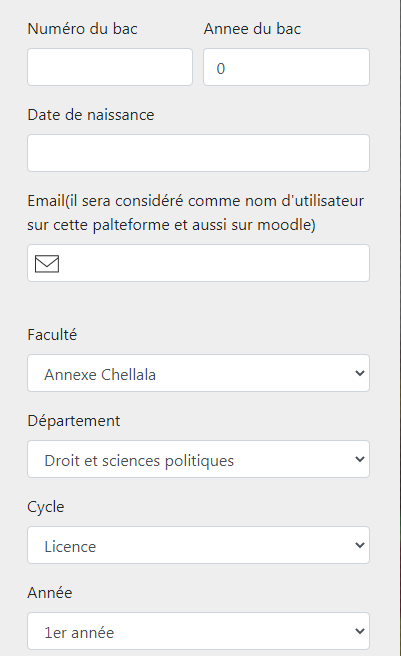 Numéro du bac Annee du bac
0
Date de naissance
Email(il sera considéré comme nom d'utilisateur
sur cette palteforme et aussi sur moodle)
Faculté
Annexe Chellala
Département
Droit et sciences politiques
Cycle
Licence
Année
1er année